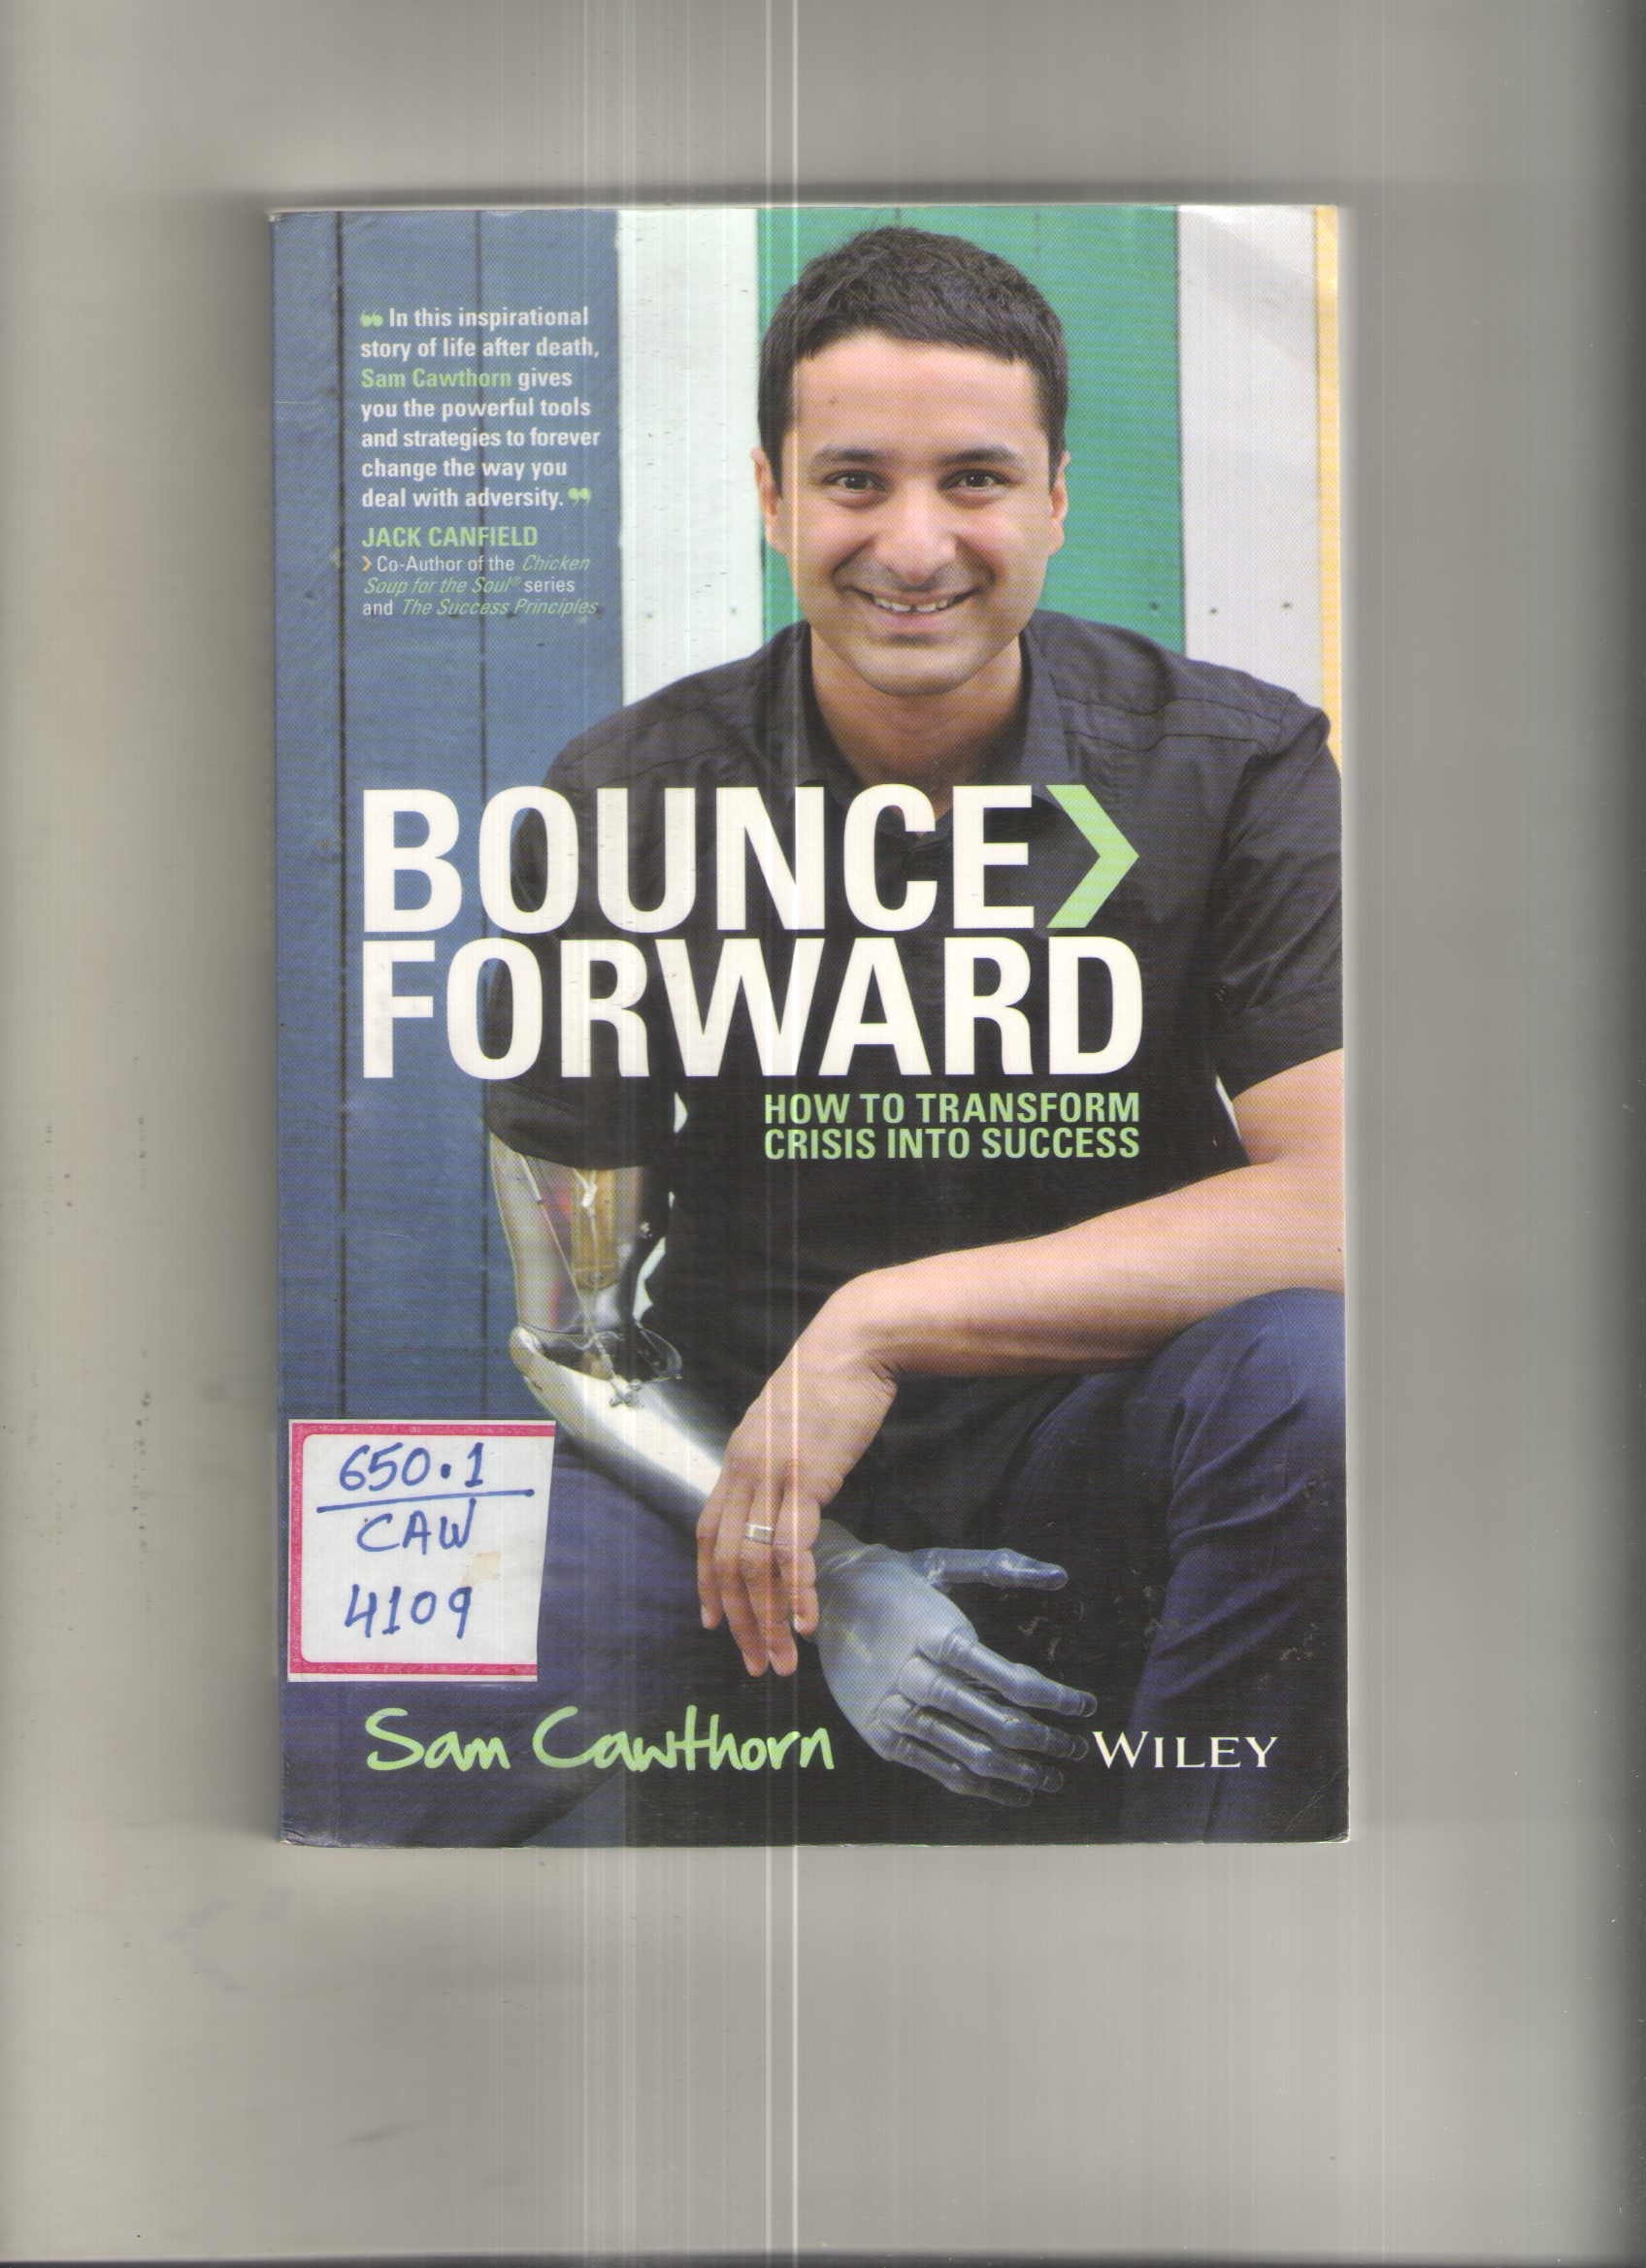 ❝ In this inspirational
story of life after death,
Sam Cawthorn gives
you the powerful tools
and strategies to forever
change the way you
deal with adversity. ❞
JACK CANFIELD
> Co-Author of the Chicken
Soup for the Soul® series
and The Success Principles
BOUNCE>
FORWARD
HOW TO TRANSFORM
CRISIS INTO SUCCESS
650.1
CAW
4109
Sam Cawthorn
WILEY